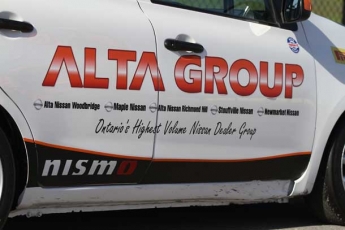 ALTA GROUP
Alta Nissan Woodbridge Maple Nissan Alta Nissan Richmond Hill Stouffville Nissan Newmarket Nissan
Ontario's Highest Volume Nissan Dealer Group
nismo